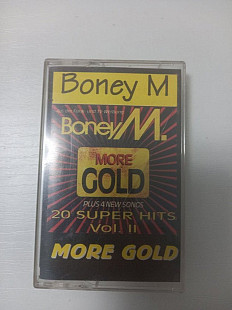 Boney M
Boney M.
MORE
GOLD
PLUS 4 NEW SONGS
20 SUPER HITS
Vol. II
MORE GOLD